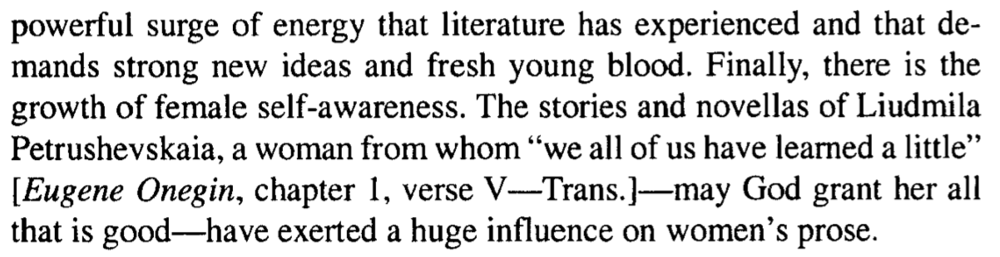 powerful surge of energy that literature has experienced and that de-
mands strong new ideas and fresh young blood. Finally, there is the
growth of female self-awareness. The stories and novellas of Liudmila
Petrushevskaia, a woman from whom “we all of us have learned a little”
[Eugene Onegin, chapter 1, verse V—Trans.]—may God grant her all
that is good—have exerted a huge influence on women’s prose.